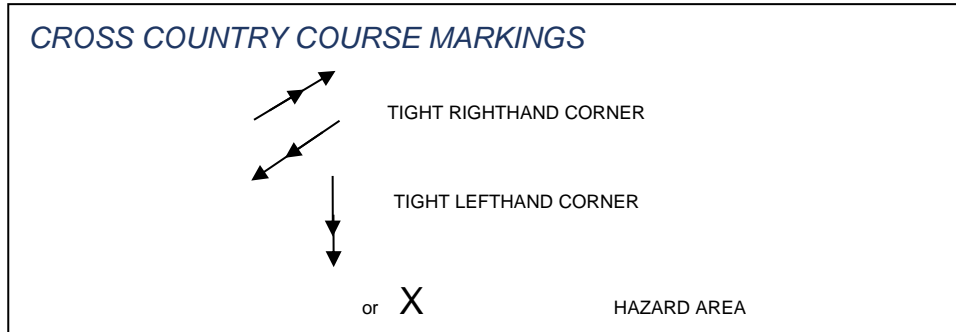 CROSS COUNTRY COURSE MARKINGS
TIGHT RIGHTHAND CORNER
TIGHT LEFTHAND CORNER
or X HAZARD AREA